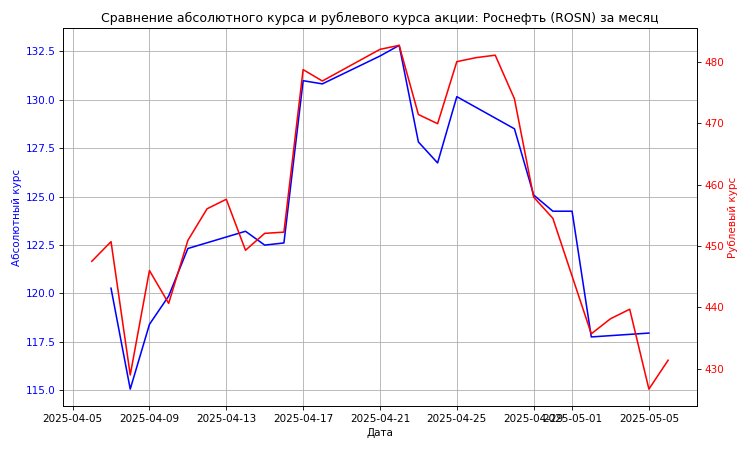 Сравнение абсолютного курса и рублевого курса акции: Роснефть (ROSN) за месяц
Абсолютный курс
132.5
130.0
127.5
125.0
122.5
120.0
117.5
115.0
480
470
460
450
440
430
Рублевый курс
2025-04-05 2025-04-09 2025-04-13 2025-04-17 2025-04-21 2025-04-25 2025-04-29 2025-05-01 2025-05-05
Дата